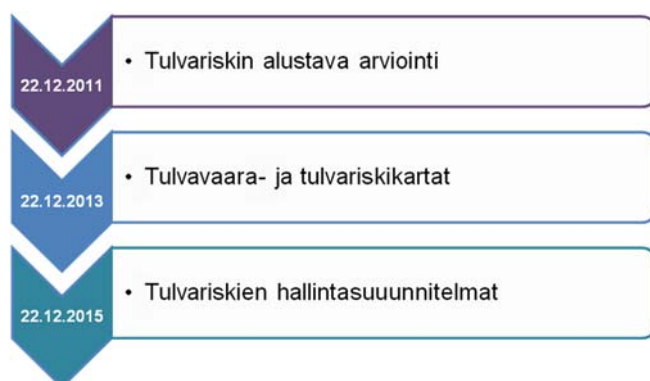 22.12.2011
• Tulvariskin alustava arviointi
22.12.2013
• Tulvavaara- ja tulvariskikartat
22.12.2015
• Tulvariskien hallintasuuunnitelmat